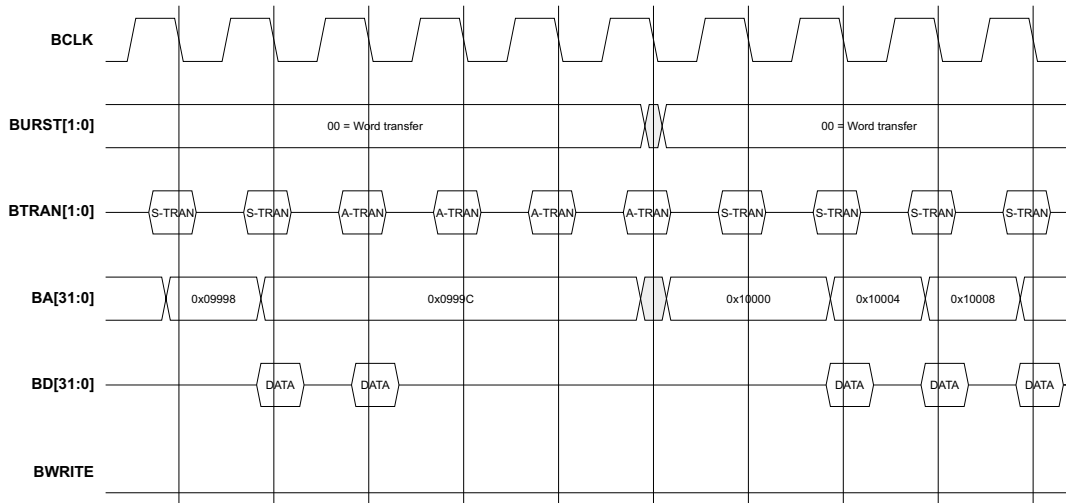 BCLK
BURST[1:0]
00 = Word transfer
00 = Word transfer
BTRAN[1:0]
S-TRAN S-TRAN A-TRAN A-TRAN A-TRAN A-TRAN S-TRAN S-TRAN S-TRAN S-TRAN
BA[31:0]
0x09998 0x0999C 0x10000 0x10004 0x10008
BD[31:0]
DATA DATA DATA DATA DATA
BWRITE